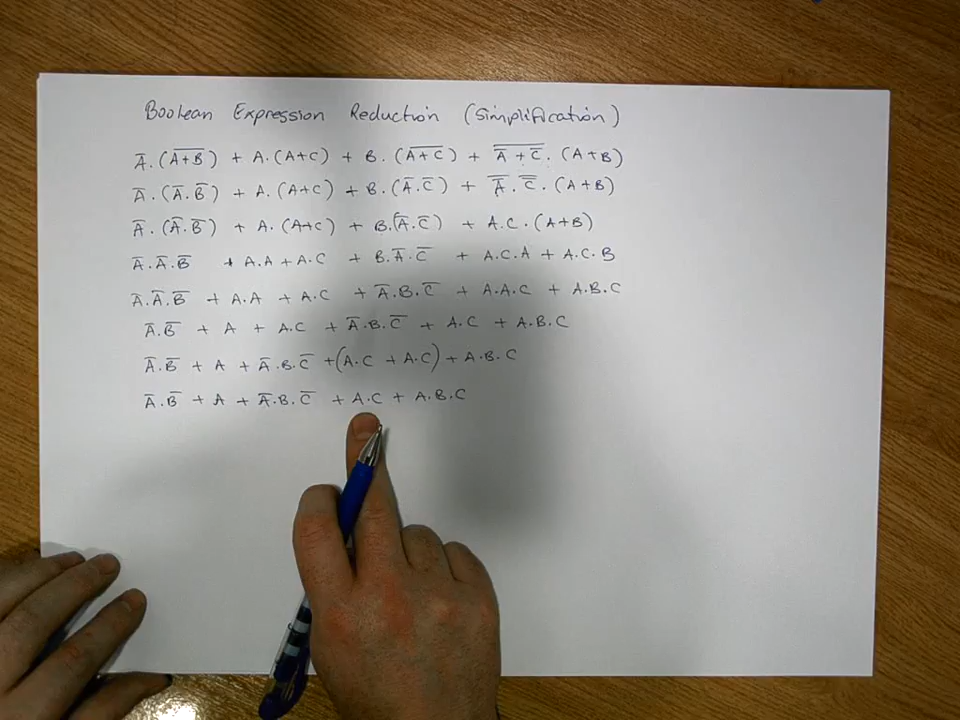 Boolean Expression Reduction (Simplification)
A̅.(A̅+̅B̅) + A.(A+C) + B.(A̅+̅C̅) + A̿ ̅+̅ C̿.(A+B)
A̅.(A̅.B̅) + A.(A+C) + B.(A̅.C̅) + A̿.C̿.(A+B)
A̅.(A̅.B̅) + A.(A+C) + B.(A̅.C̅) + A.C.(A+B)
A̅.A̅.B̅ + A.A + A.C + B.A̅.C̅ + A.C.A + A.C.B
A̅.A̅.B̅ + A.A + A.C + A̅.B.C̅ + A.A.C + A.B.C
A̅.B̅ + A + A.C + A̅.B.C̅ + A.C + A.B.C
A̅.B̅ + A + A̅.B.C̅ + (A.C + A.C) + A.B.C
A̅.B̅ + A + A̅.B.C̅ + A.C + A.B.C